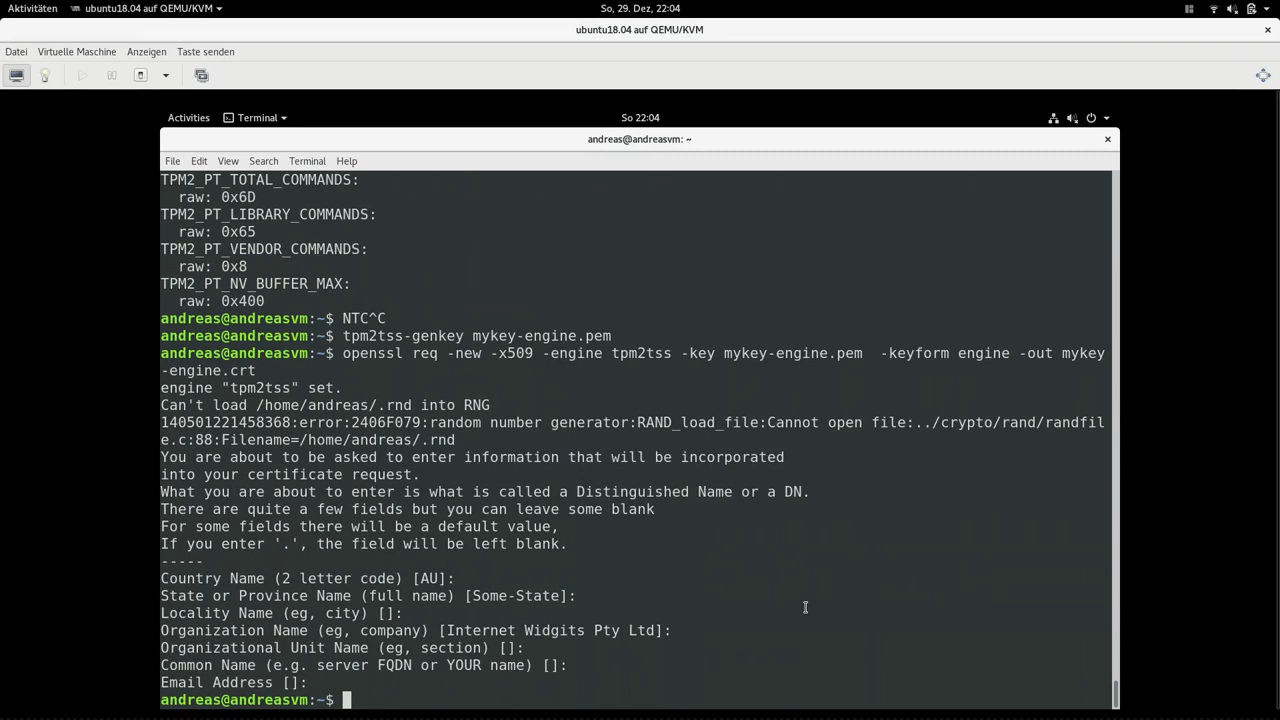 Aktivitäten ubuntu18.04 auf QEMU/KVM So, 29. Dez, 22:04
ubuntu18.04 auf QEMU/KVM
Datei Virtuelle Maschine Anzeigen Taste senden
Activities Terminal So 22:04
andreas@andreasvm: ~
File Edit View Search Terminal Help
TPM2_PT_TOTAL_COMMANDS:
  raw: 0x6D
TPM2_PT_LIBRARY_COMMANDS:
  raw: 0x65
TPM2_PT_VENDOR_COMMANDS:
  raw: 0x8
TPM2_PT_NV_BUFFER_MAX:
  raw: 0x400
andreas@andreasvm:~$ NTC^C
andreas@andreasvm:~$ tpm2tss-genkey mykey-engine.pem
andreas@andreasvm:~$ openssl req -new -x509 -engine tpm2tss -key mykey-engine.pem  -keyform engine -out mykey
-engine.crt
engine "tpm2tss" set.
Can't load /home/andreas/.rnd into RNG
140501221458368:error:2406F079:random number generator:RAND_load_file:Cannot open file:../crypto/rand/randfil
e.c:88:Filename=/home/andreas/.rnd
You are about to be asked to enter information that will be incorporated
into your certificate request.
What you are about to enter is what is called a Distinguished Name or a DN.
There are quite a few fields but you can leave some blank
For some fields there will be a default value,
If you enter '.', the field will be left blank.
-----
Country Name (2 letter code) [AU]:
State or Province Name (full name) [Some-State]:
Locality Name (eg, city) []:
Organization Name (eg, company) [Internet Widgits Pty Ltd]:
Organizational Unit Name (eg, section) []:
Common Name (e.g. server FQDN or YOUR name) []:
Email Address []:
andreas@andreasvm:~$